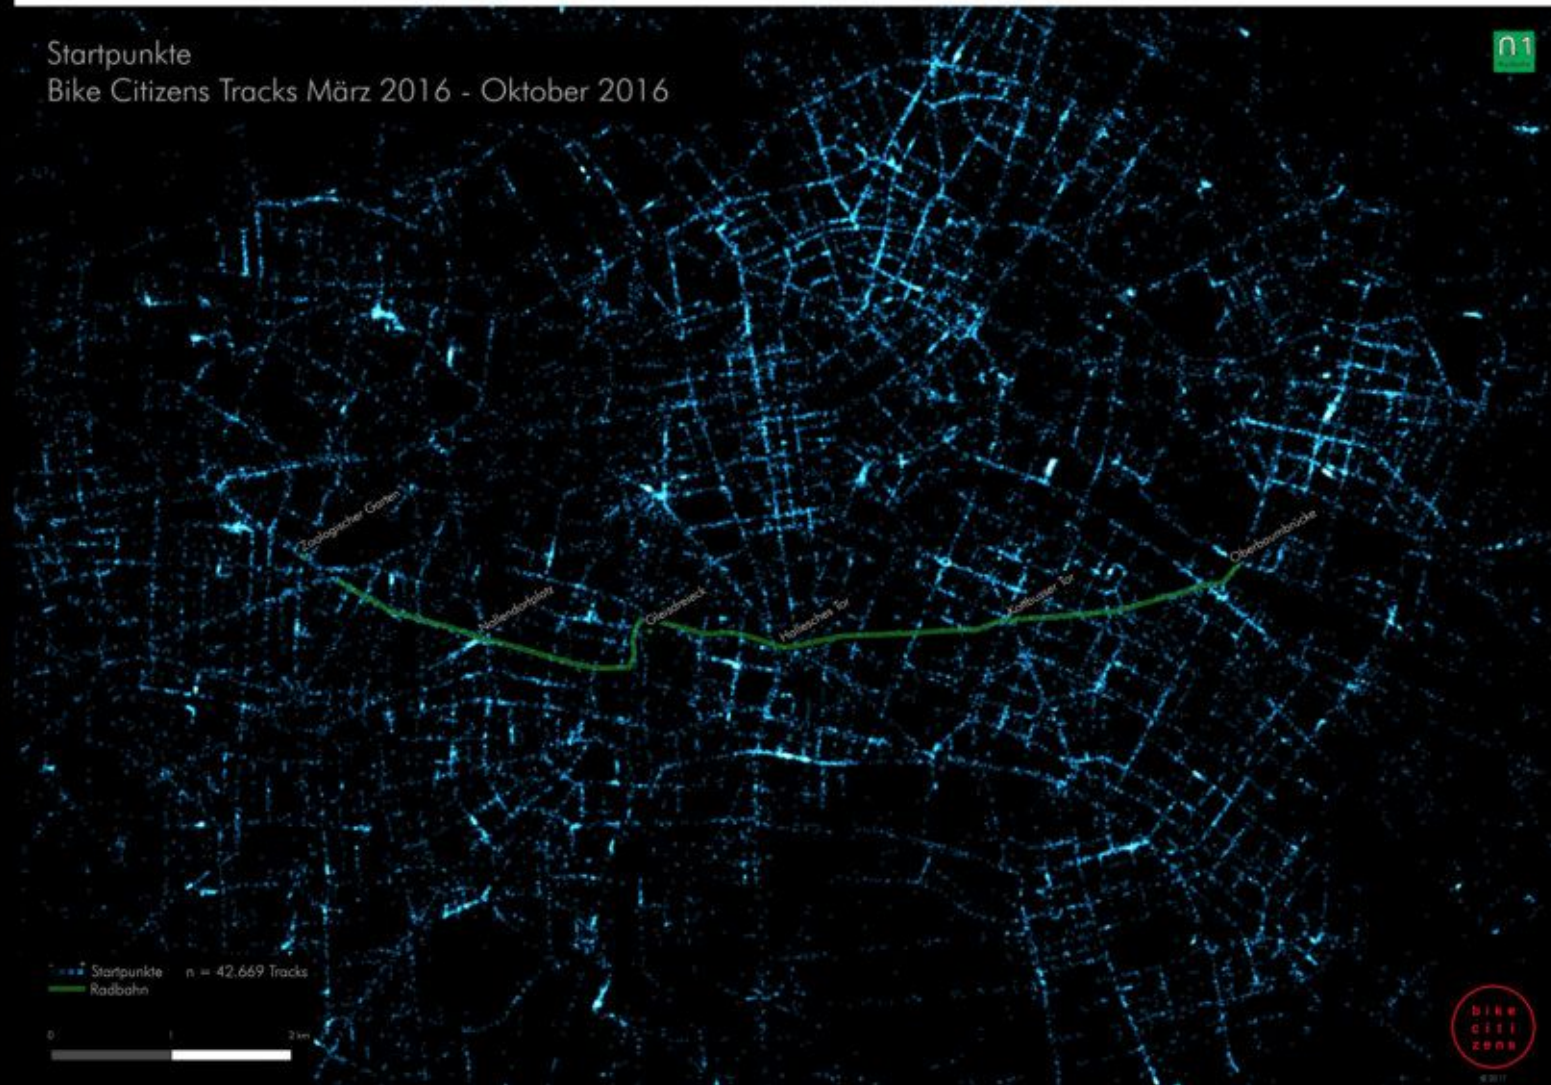 Startpunkte
Bike Citizens Tracks März 2016 - Oktober 2016
n1
Zoologischer Garten
Nollendorfplatz
Gleisdreieck
Hallesches Tor
Kottbusser Tor
Oberbaumbrücke
Startpunkte n = 42.669 Tracks
Radbahn
0 1 2 km
bike
citi
zens